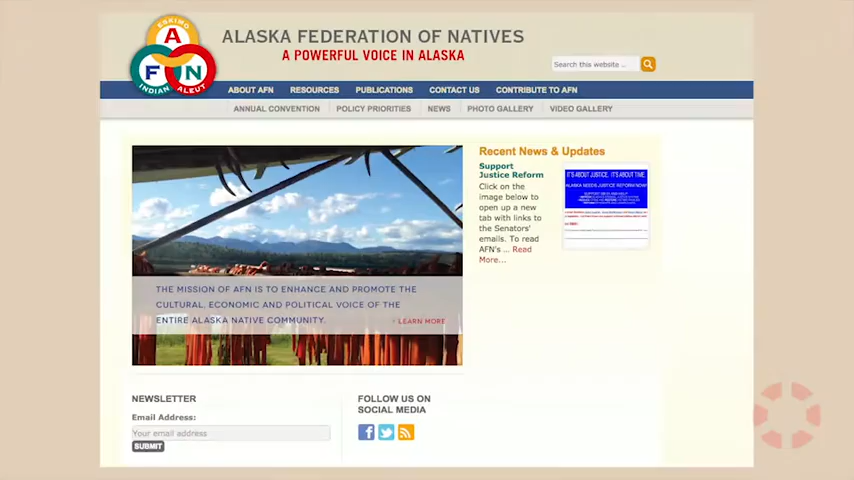 ESKIMO
A
F N
INDIAN ALEUT
ALASKA FEDERATION OF NATIVES
A POWERFUL VOICE IN ALASKA
Search this website ...
ABOUT AFN RESOURCES PUBLICATIONS CONTACT US CONTRIBUTE TO AFN
ANNUAL CONVENTION POLICY PRIORITIES NEWS PHOTO GALLERY VIDEO GALLERY
THE MISSION OF AFN IS TO ENHANCE AND PROMOTE THE
CULTURAL, ECONOMIC AND POLITICAL VOICE OF THE
ENTIRE ALASKA NATIVE COMMUNITY.
- LEARN MORE
Recent News & Updates
Support
Justice Reform
Click on the
image below to
open up a new
tab with links to
the Senators'
emails. To read
AFN's ... Read
More...
IT'S ABOUT JUSTICE. IT'S ABOUT TIME.
ALASKA NEEDS JUSTICE REFORM NOW!
NEWSLETTER
Email Address:
Your email address
SUBMIT
FOLLOW US ON
SOCIAL MEDIA